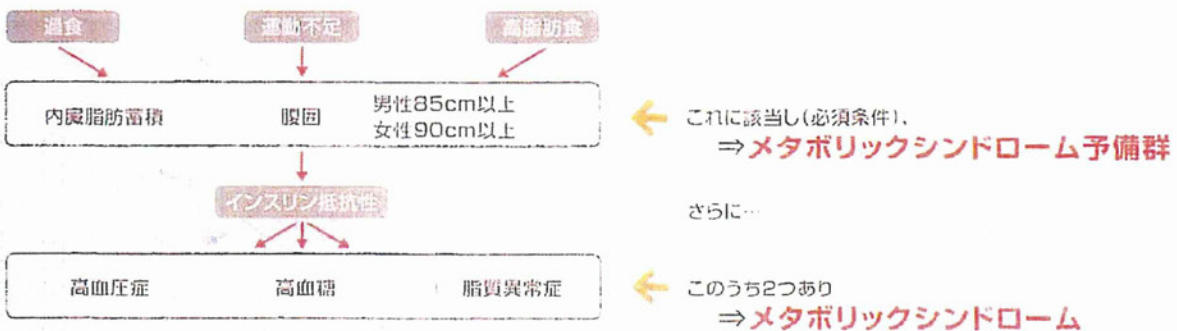 過食
運動不足
高脂肪食
内臓脂肪蓄積
腹囲
男性85cm以上
女性90cm以上
これに該当し(必須条件)、
⇒メタボリックシンドローム予備群
インスリン抵抗性
さらに…
高血圧症
高血糖
脂質異常症
このうち2つあり
⇒メタボリックシンドローム